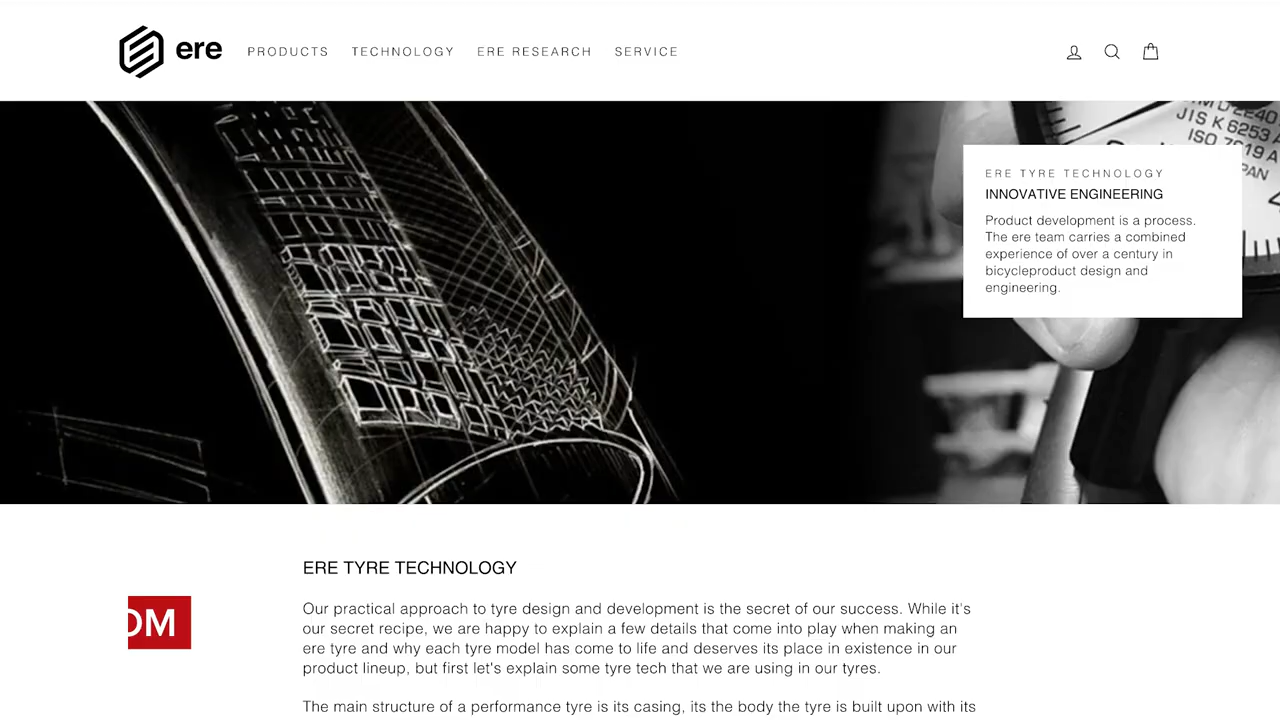 ere PRODUCTS TECHNOLOGY ERE RESEARCH SERVICE
JIS K 6253 A
ERE TYRE TECHNOLOGY
INNOVATIVE ENGINEERING
Product development is a process.
The ere team carries a combined
experience of over a century in
bicycleproduct design and
engineering.
ERE TYRE TECHNOLOGY
OM
Our practical approach to tyre design and development is the secret of our success. While it's
our secret recipe, we are happy to explain a few details that come into play when making an
ere tyre and why each tyre model has come to life and deserves its place in existence in our
product lineup, but first let's explain some tyre tech that we are using in our tyres.
The main structure of a performance tyre is its casing, its the body the tyre is built upon with its